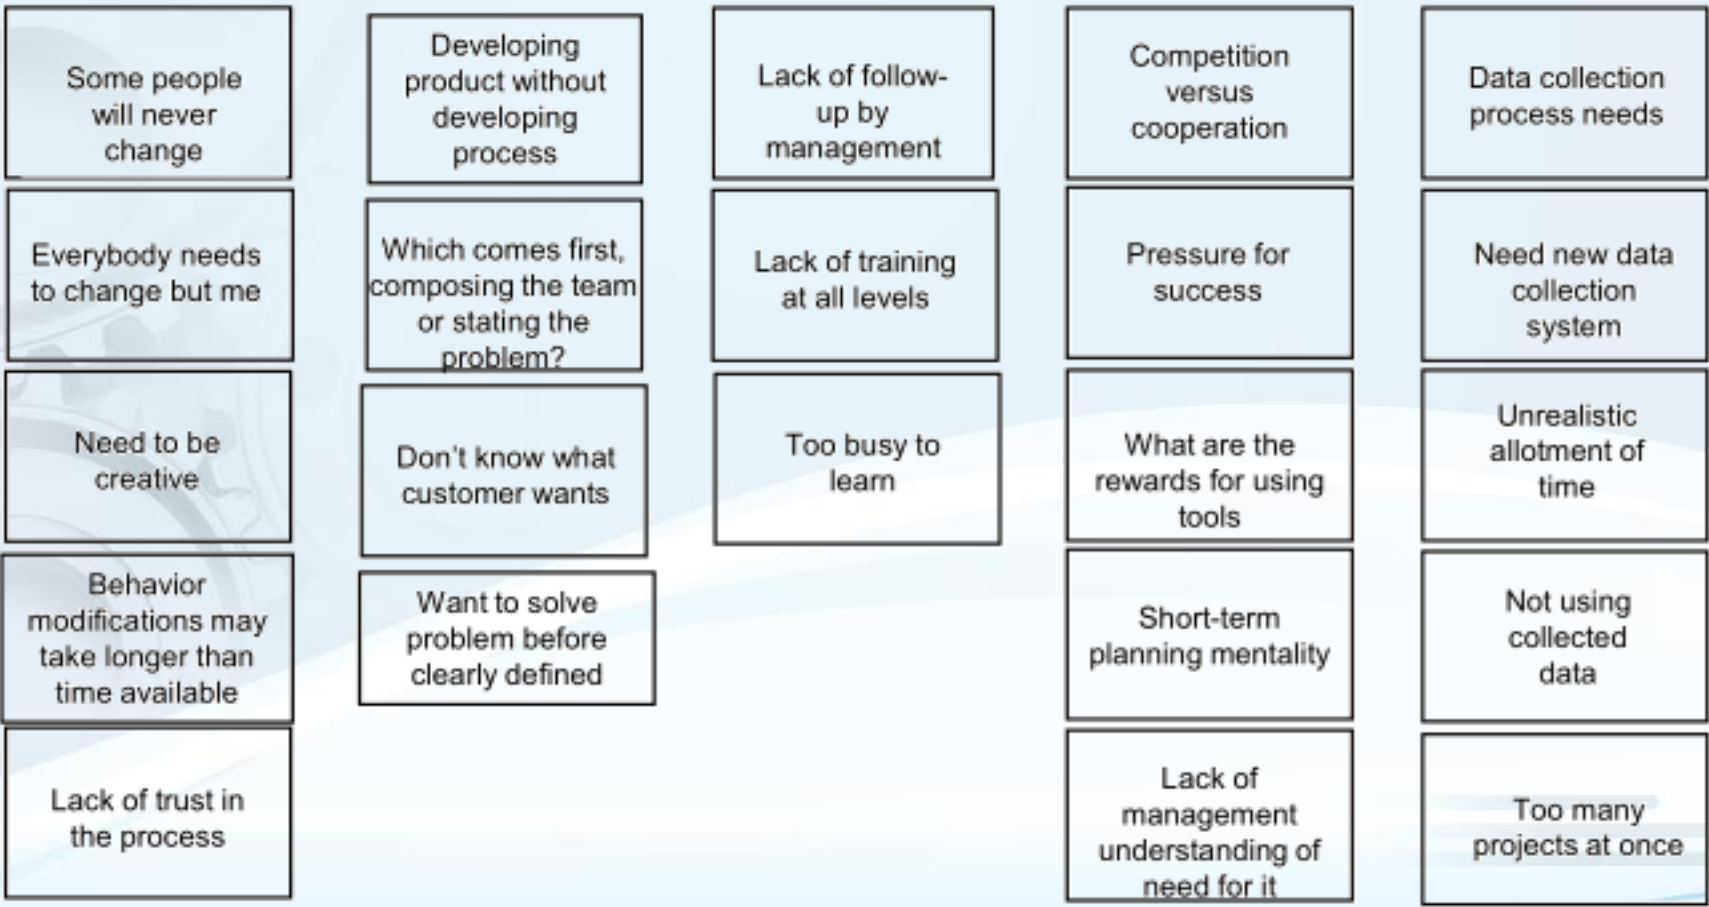 Some people
will never
change
Everybody needs
to change but me
Need to be
creative
Behavior
modifications may
take longer than
time available
Lack of trust in
the process
Developing
product without
developing
process
Which comes first,
composing the team
or stating the
problem?
Don't know what
customer wants
Want to solve
problem before
clearly defined
Lack of follow-
up by
management
Lack of training
at all levels
Too busy to
learn
Competition
versus
cooperation
Pressure for
success
What are the
rewards for using
tools
Short-term
planning mentality
Lack of
management
understanding of
need for it
Data collection
process needs
Need new data
collection
system
Unrealistic
allotment of
time
Not using
collected
data
Too many
projects at once